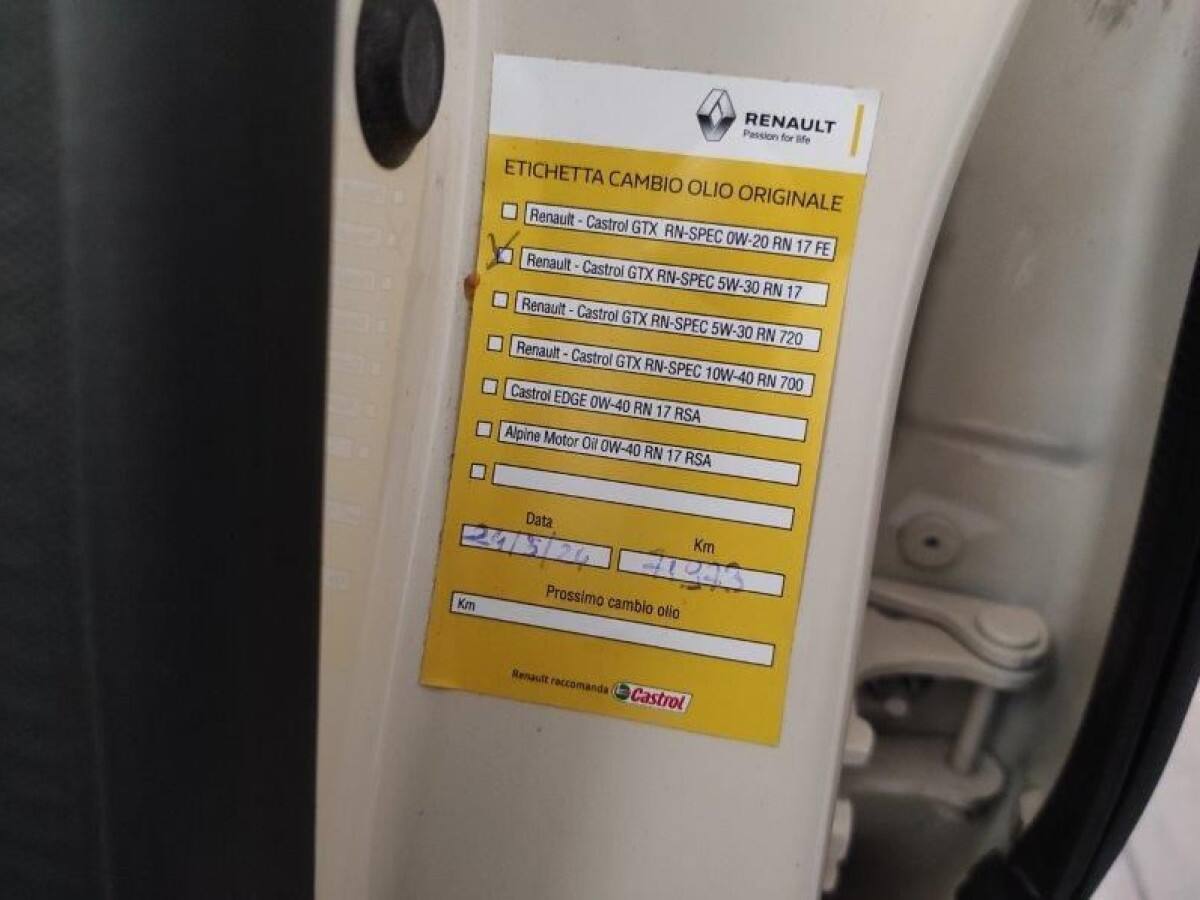 RENAULT
Passion for life
ETICHETTA CAMBIO OLIO ORIGINALE
Renault - Castrol GTX RN-SPEC 0W-20 RN 17 FE
Renault - Castrol GTX RN-SPEC 5W-30 RN 17
Renault - Castrol GTX RN-SPEC 5W-30 RN 720
Renault - Castrol GTX RN-SPEC 10W-40 RN 700
Castrol EDGE 0W-40 RN 17 RSA
Alpine Motor Oil 0W-40 RN 17 RSA
Data Km
24/5/24
Prossimo cambio olio
Km
Renault raccomanda Castrol